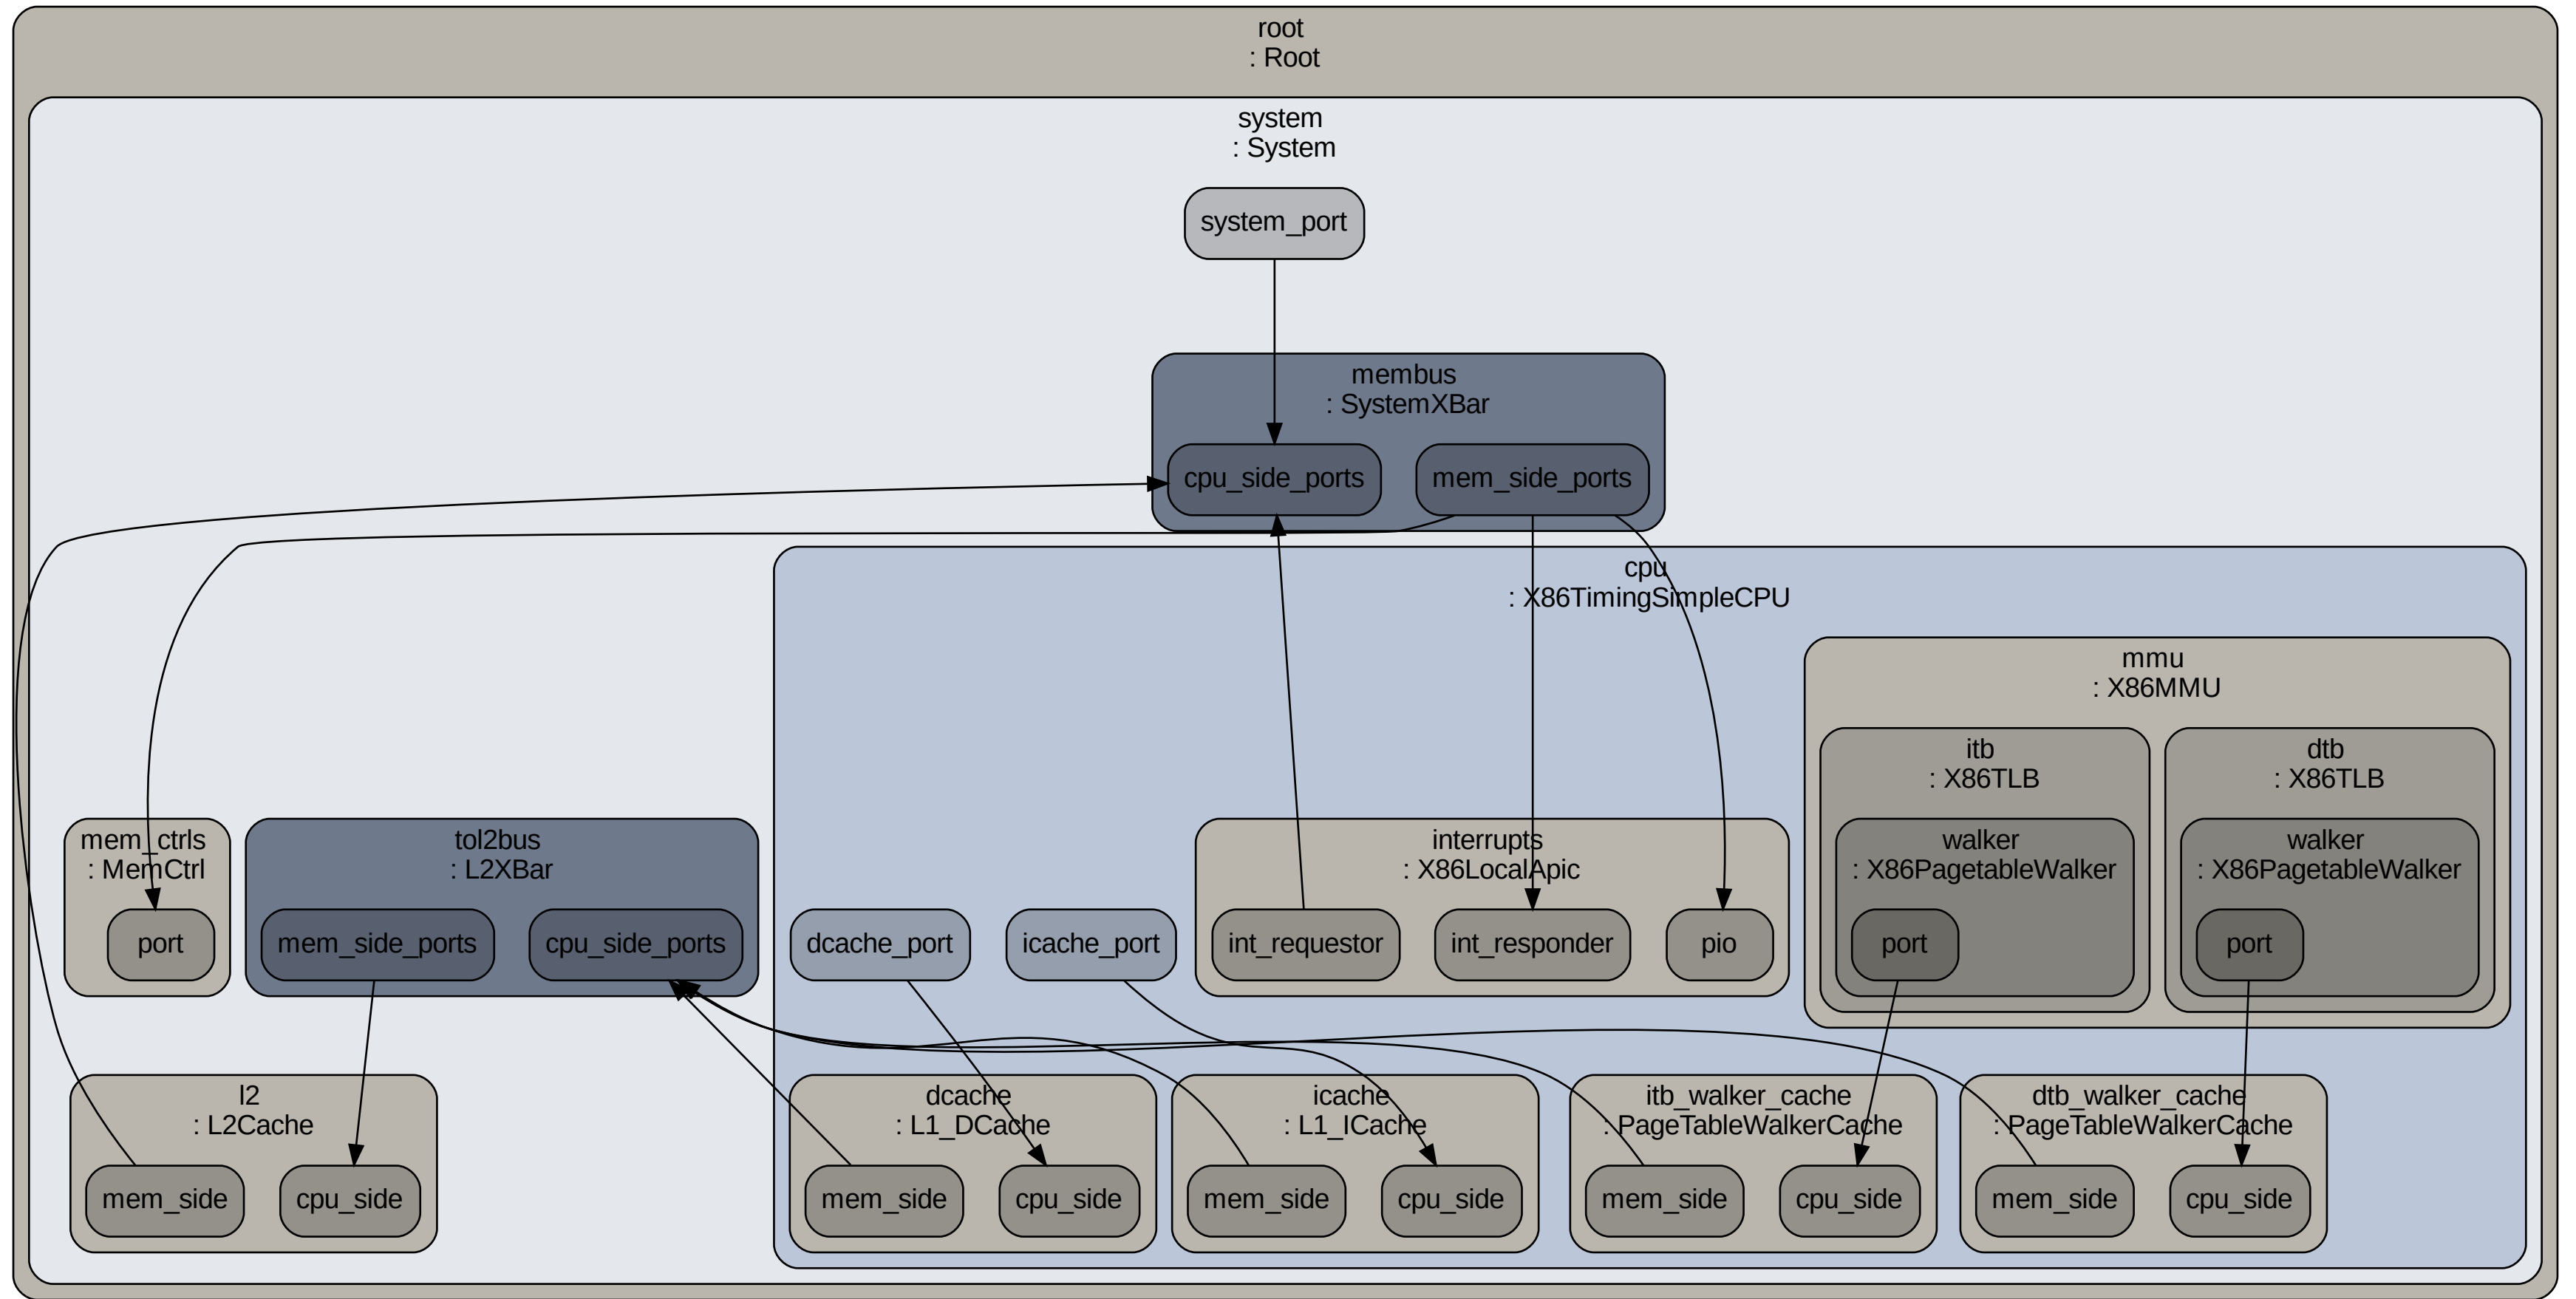 root
: Root
system
: System
system_port
membus
: SystemXBar
cpu_side_ports
mem_side_ports
cpu
: X86TimingSimpleCPU
mmu
: X86MMU
itb
: X86TLB
dtb
: X86TLB
mem_ctrls
: MemCtrl
tol2bus
: L2XBar
interrupts
: X86LocalApic
walker
: X86PagetableWalker
walker
: X86PagetableWalker
port
mem_side_ports
cpu_side_ports
dcache_port
icache_port
int_requestor
int_responder
pio
port
port
l2
: L2Cache
dcache
: L1_DCache
icache
: L1_ICache
itb_walker_cache
: PageTableWalkerCache
dtb_walker_cache
: PageTableWalkerCache
mem_side
cpu_side
mem_side
cpu_side
mem_side
cpu_side
mem_side
cpu_side
mem_side
cpu_side